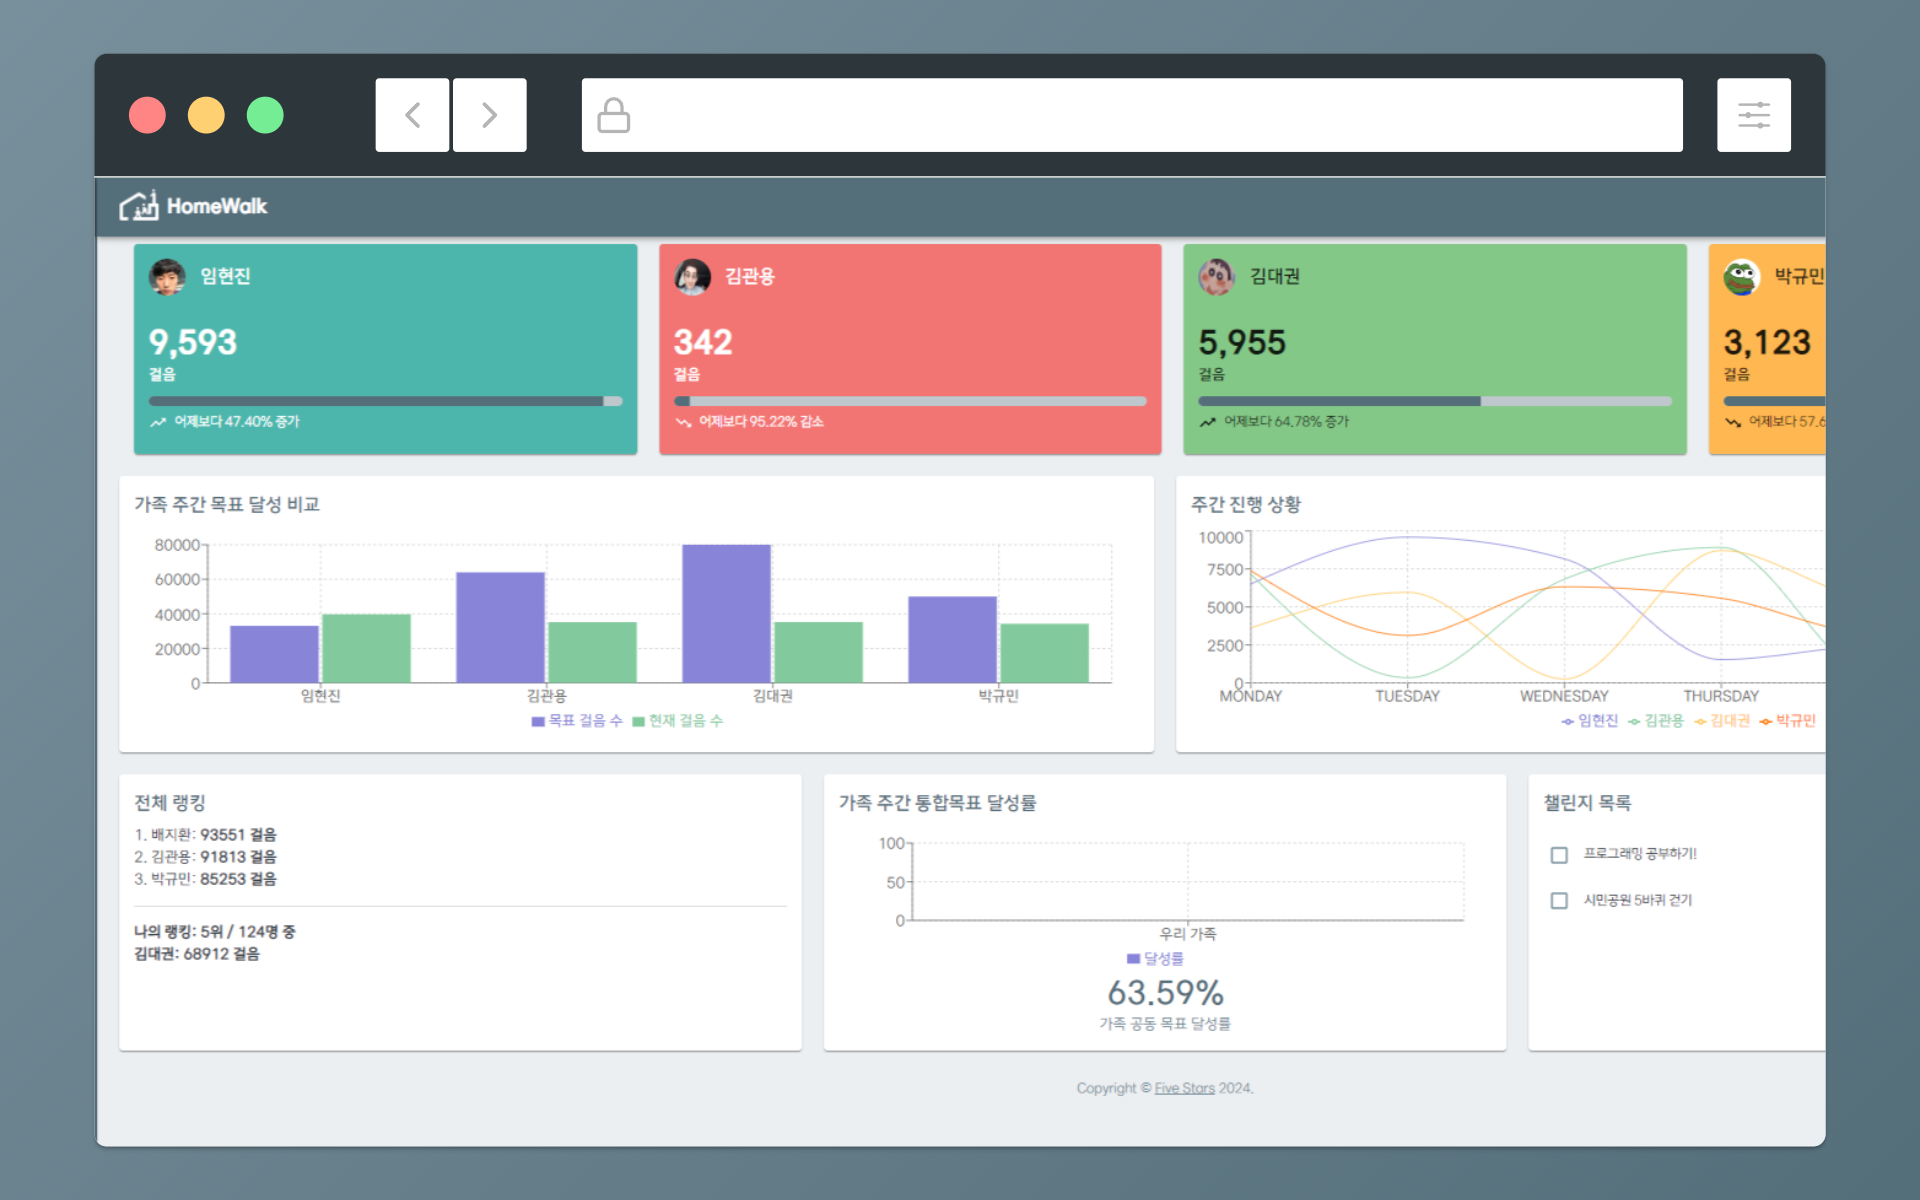 HomeWalk
임현진
9,593
걸음
어제보다 47.40% 증가
김관용
342
걸음
어제보다 95.22% 감소
김대권
5,955
걸음
어제보다 64.78% 증가
박규민
3,123
걸음
어제보다 57.6
가족 주간 목표 달성 비교
80000
60000
40000
20000
0
임현진 김관용 김대권 박규민
목표 걸음 수 현재 걸음 수
주간 진행 상황
10000
7500
5000
2500
0
MONDAY TUESDAY WEDNESDAY THURSDAY
임현진 김관용 김대권 박규민
전체 랭킹
1. 배지환: 93551 걸음
2. 김관용: 91813 걸음
3. 박규민: 85253 걸음
나의 랭킹: 5위 / 124명 중
김대권: 68912 걸음
가족 주간 통합목표 달성률
100
50
0
우리 가족
달성률
63.59%
가족 공동 목표 달성률
챌린지 목록
프로그래밍 공부하기!
시민공원 5바퀴 걷기
Copyright © Five Stars 2024.